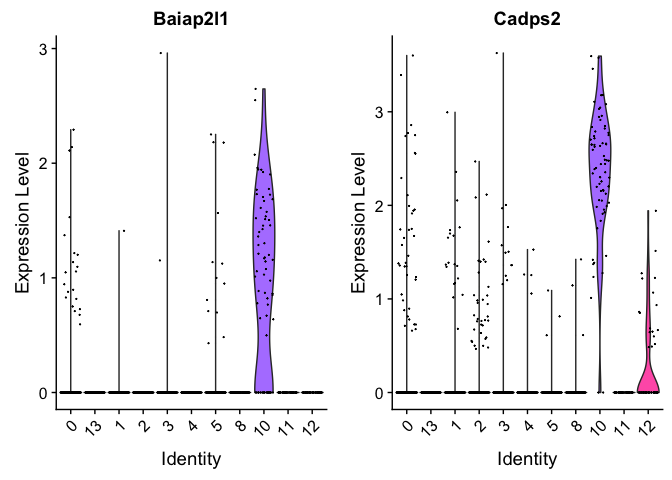 Baiap2l1
Expression Level
3
2
1
0
0 13 1 2 3 4 5 8 10 11 12
Identity
Cadps2
Expression Level
3
2
1
0
0 13 1 2 3 4 5 8 10 11 12
Identity